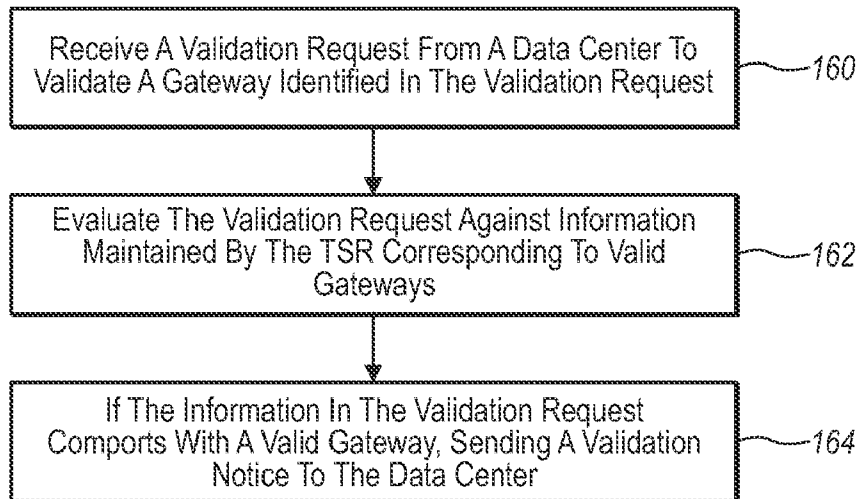 Receive A Validation Request From A Data Center To
Validate A Gateway Identified In The Validation Request
160
Evaluate The Validation Request Against Information
Maintained By The TSR Corresponding To Valid
Gateways
162
If The Information In The Validation Request
Comports With A Valid Gateway, Sending A Validation
Notice To The Data Center
164